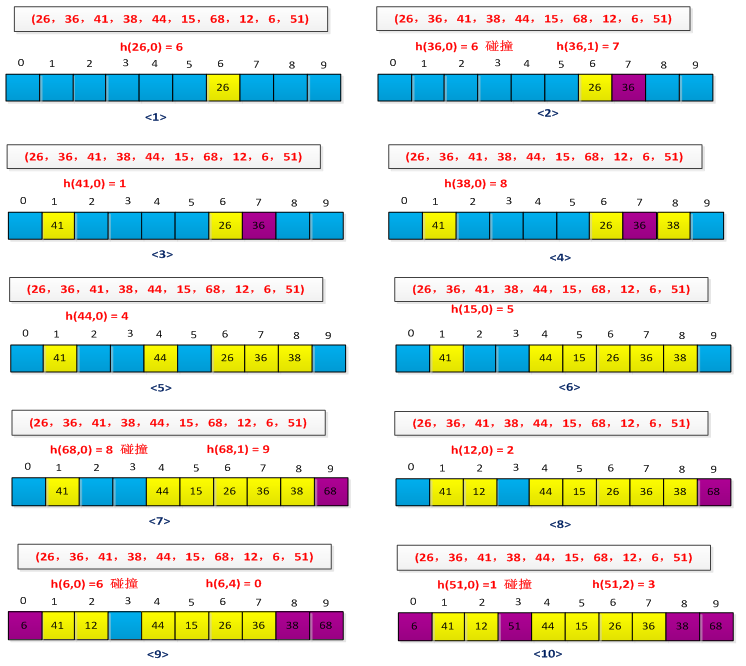 (26，36，41，38，44，15，68，12，6，51)
h(26,0) = 6
0 1 2 3 4 5 6 7 8 9
26
<1>
(26，36，41，38，44，15，68，12，6，51)
h(36,0) = 6 碰撞 h(36,1) = 7
0 1 2 3 4 5 6 7 8 9
26 36
<2>
(26，36，41，38，44，15，68，12，6，51)
h(41,0) = 1
0 1 2 3 4 5 6 7 8 9
41 26 36
<3>
(26，36，41，38，44，15，68，12，6，51)
h(38,0) = 8
0 1 2 3 4 5 6 7 8 9
41 26 36 38
<4>
(26，36，41，38，44，15，68，12，6，51)
h(44,0) = 4
0 1 2 3 4 5 6 7 8 9
41 44 26 36 38
<5>
(26，36，41，38，44，15，68，12，6，51)
h(15,0) = 5
0 1 2 3 4 5 6 7 8 9
41 44 15 26 36 38
<6>
(26，36，41，38，44，15，68，12，6，51)
h(68,0) = 8 碰撞 h(68,1) = 9
0 1 2 3 4 5 6 7 8 9
41 44 15 26 36 38 68
<7>
(26，36，41，38，44，15，68，12，6，51)
h(12,0) = 2
0 1 2 3 4 5 6 7 8 9
41 12 44 15 26 36 38 68
<8>
(26，36，41，38，44，15，68，12，6，51)
h(6,0) =6 碰撞 h(6,4) = 0
0 1 2 3 4 5 6 7 8 9
6 41 12 44 15 26 36 38 68
<9>
(26，36，41，38，44，15，68，12，6，51)
h(51,0) =1 碰撞 h(51,2) = 3
0 1 2 3 4 5 6 7 8 9
6 41 12 51 44 15 26 36 38 68
<10>